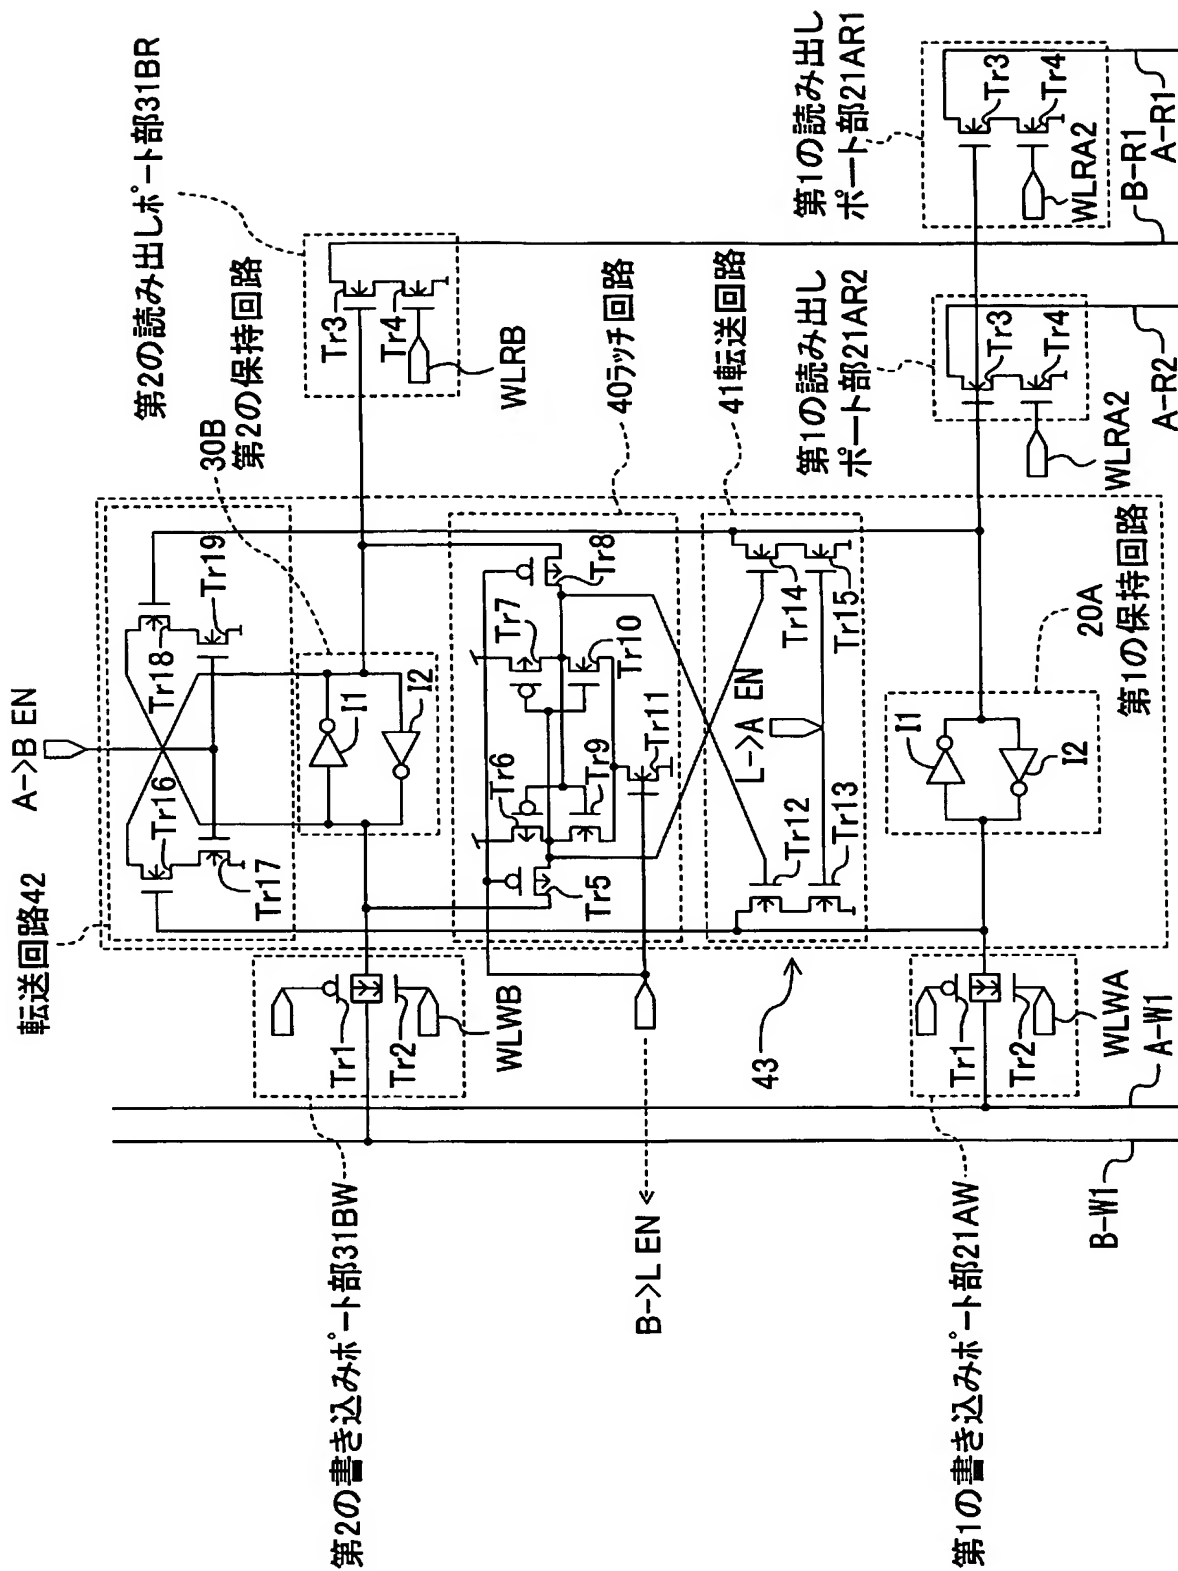 転送回路42
A->B EN
第2の読み出しポート部31BR
30B
第2の保持回路
Tr16
Tr17
Tr18
Tr19
I1
I2
Tr3
Tr4
WLRB
第2の書き込みポート部31BW
Tr1
Tr2
WLWB
40ラッチ回路
Tr5
Tr6
Tr7
Tr8
Tr9
Tr10
Tr11
B->L EN
41転送回路
L->A EN
Tr12
Tr13
Tr14
Tr15
43
第1の読み出し
ポート部21AR2
Tr3
Tr4
WLRA2
A-R2
第1の読み出し
ポート部21AR1
Tr3
Tr4
WLRA2
B-R1
A-R1
20A
第1の保持回路
I1
I2
第1の書き込みポート部21AW
Tr1
Tr2
WLWA
A-W1
B-W1